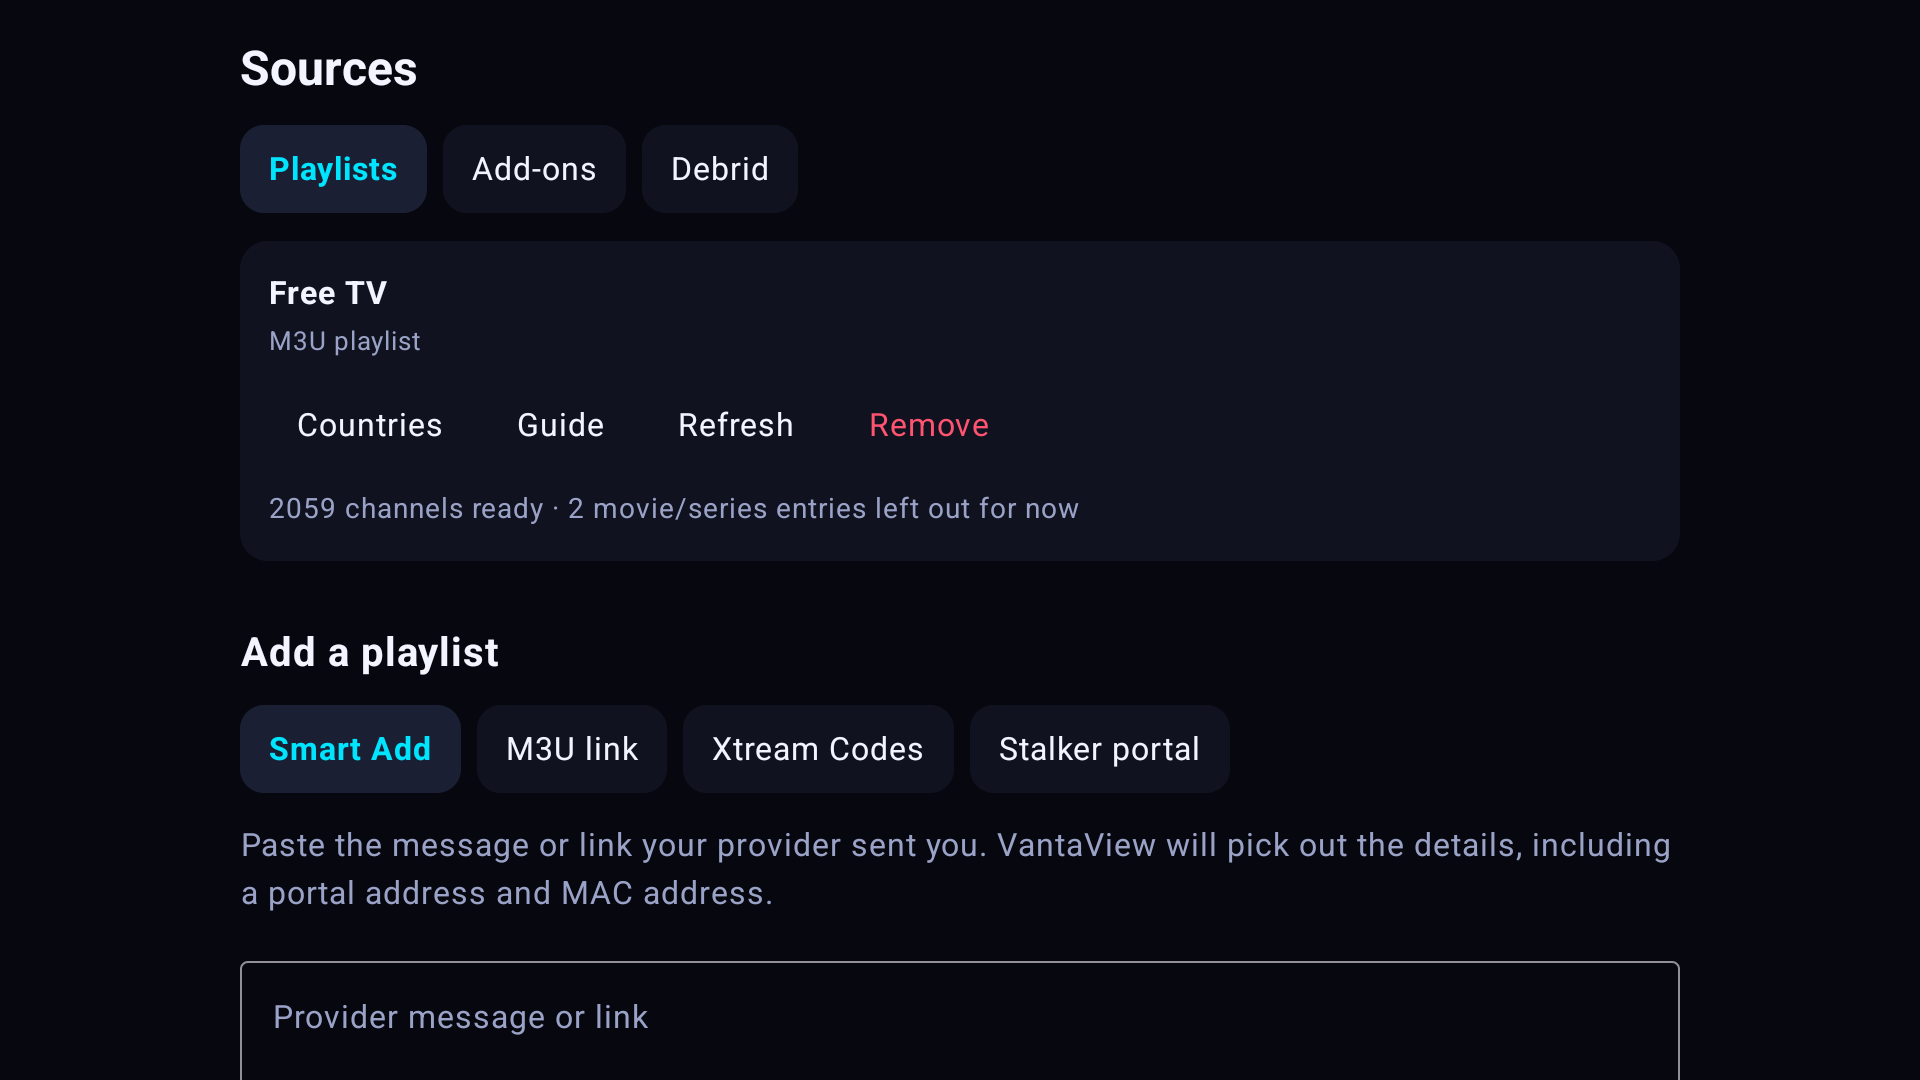 Sources
Playlists Add-ons Debrid
Free TV
M3U playlist
Countries Guide Refresh Remove
2059 channels ready · 2 movie/series entries left out for now
Add a playlist
Smart Add M3U link Xtream Codes Stalker portal
Paste the message or link your provider sent you. VantaView will pick out the details, including
a portal address and MAC address.
Provider message or link